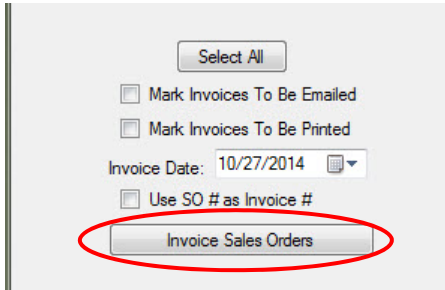 Select All
Mark Invoices To Be Emailed
Mark Invoices To Be Printed
Invoice Date: 10/27/2014
Use SO # as Invoice #
Invoice Sales Orders